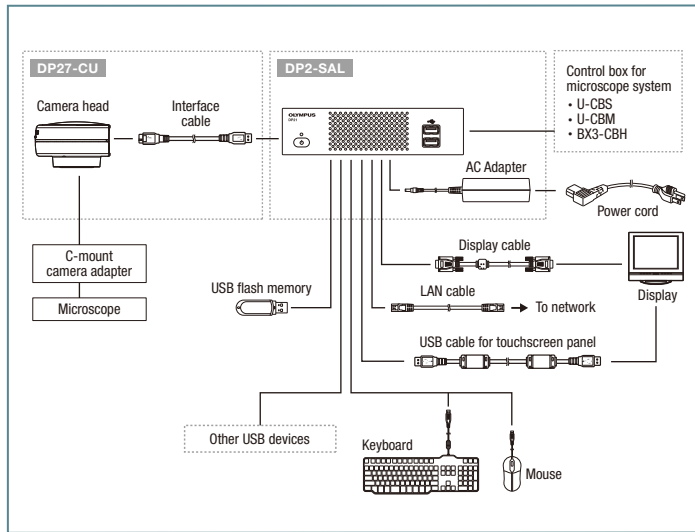 DP27-CU
DP2-SAL
Control box for
microscope system
• U-CBS
• U-CBM
• BX3-CBH
Camera head
Interface
cable
OLYMPUS
AC Adapter
Power cord
C-mount
camera adapter
Microscope
Display cable
USB flash memory
LAN cable
To network
Display
USB cable for touchscreen panel
Other USB devices
Keyboard
Mouse